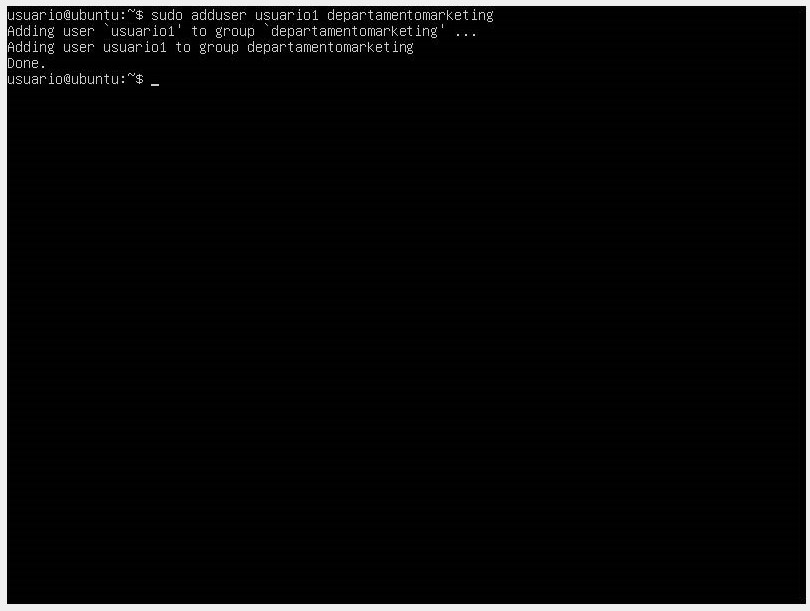 usuario@ubuntu:~$ sudo adduser usuario1 departamentomarketing
Adding user `usuario1' to group `departamentomarketing' ...
Adding user usuario1 to group departamentomarketing
Done.
usuario@ubuntu:~$ _